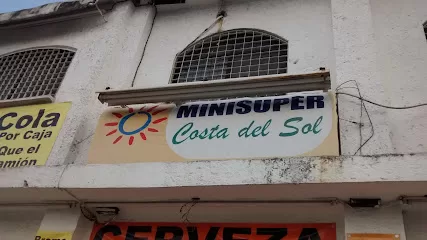 MINISUPER
Costa del Sol
Cola
Por Caja
Que el
amión
CERVEZA